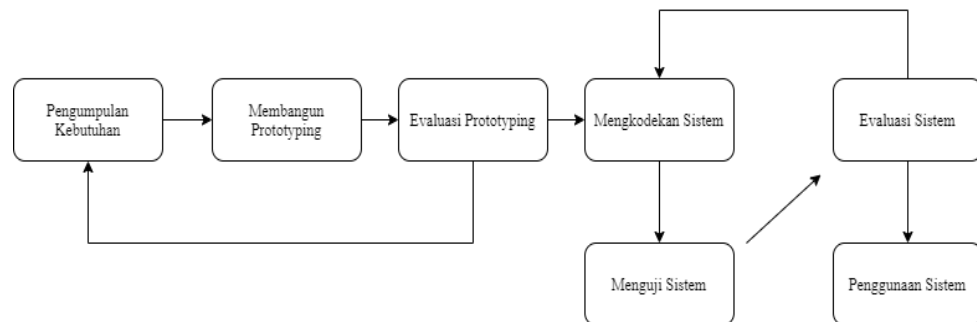 Pengumpulan
Kebutuhan
Membangun
Prototyping
Evaluasi Prototyping
Mengkodekan Sistem
Evaluasi Sistem
Menguji Sistem
Penggunaan Sistem